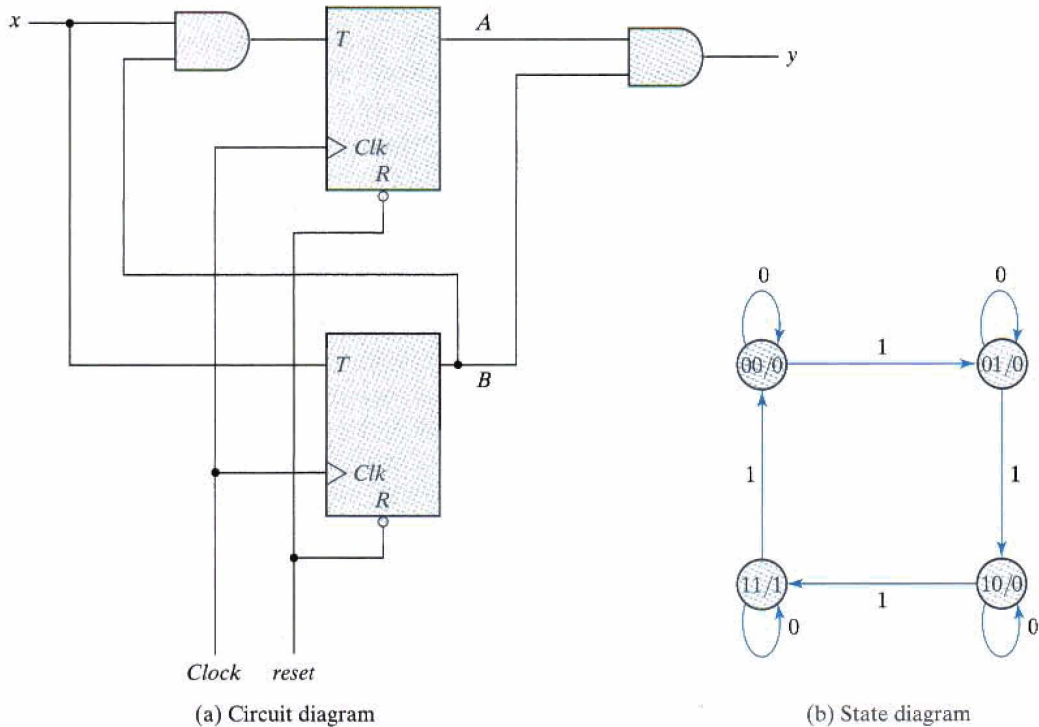 x
T
A
y
Clk
R
0
0
T
B
00/0
1
01/0
Clk
1
1
R
11/1
1
10/0
0
0
Clock reset
(a) Circuit diagram
(b) State diagram